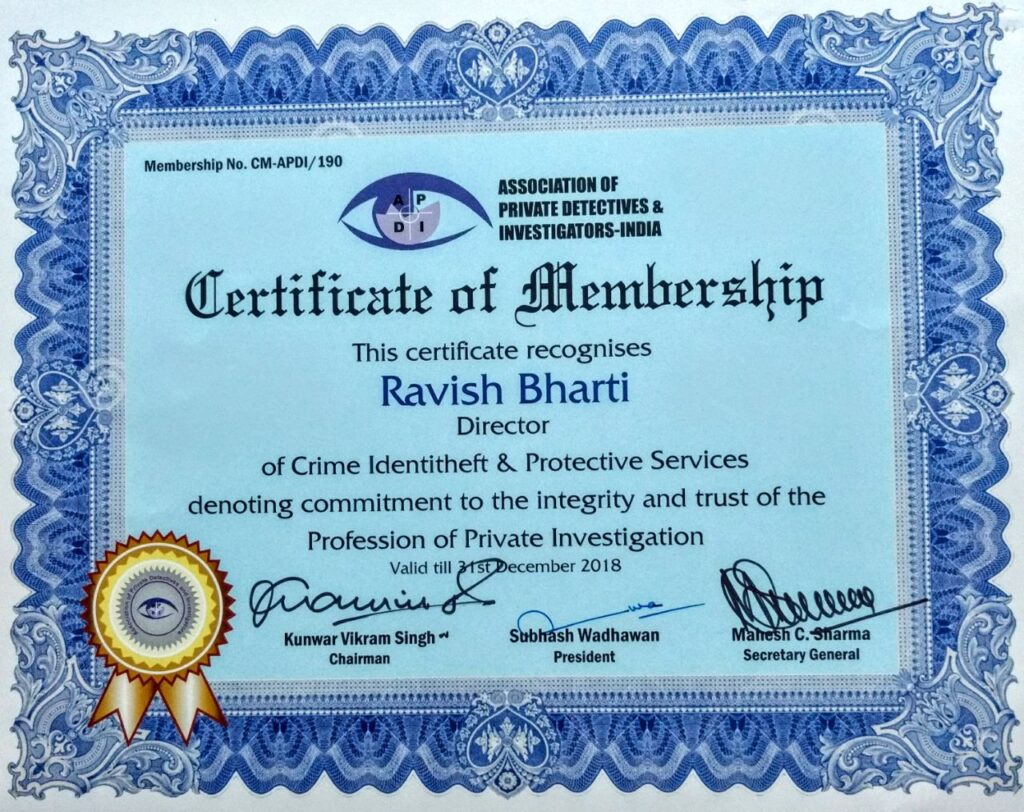 Membership No. CM-APDI/190
A P
D I
ASSOCIATION OF
PRIVATE DETECTIVES &
INVESTIGATORS-INDIA
Certificate of Membership
This certificate recognises
Ravish Bharti
Director
of Crime Identitheft & Protective Services
denoting commitment to the integrity and trust of the
Profession of Private Investigation
Valid till 31st December 2018
Kunwar Vikram Singh
Chairman
Subhash Wadhawan
President
Mahesh C. Sharma
Secretary General